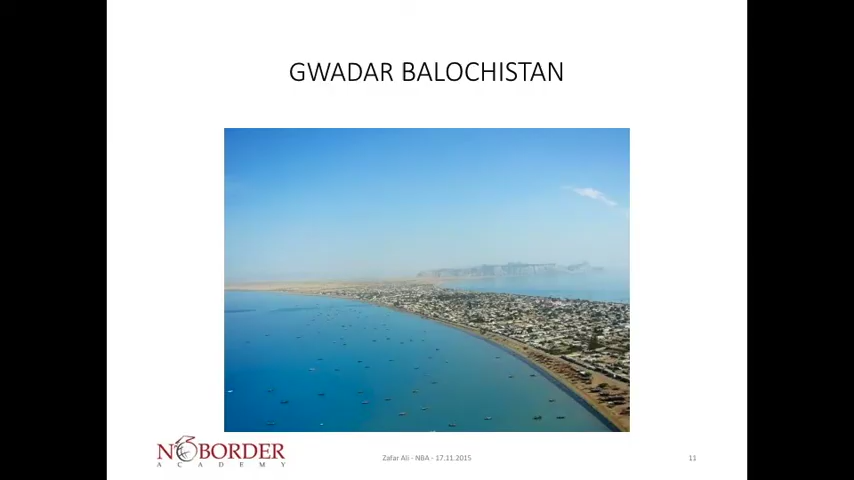 GWADAR BALOCHISTAN
NOBORDER
ACADEMY
Zafar Ali - NBA - 17.11.2015
11